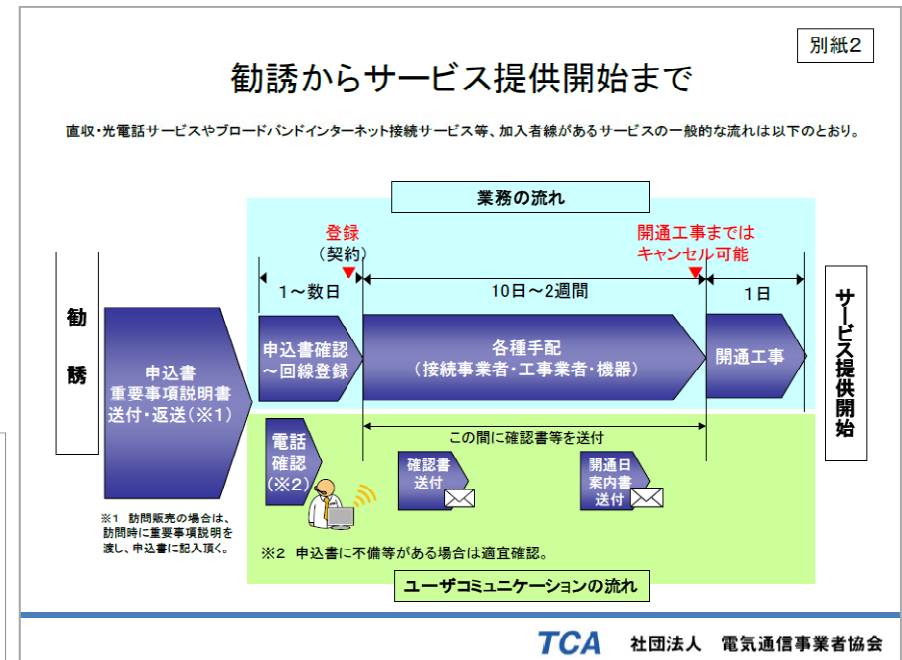 別紙2
勧誘からサービス提供開始まで
直収・光電話サービスやブロードバンドインターネット接続サービス等、加入者線があるサービスの一般的な流れは以下のとおり。
業務の流れ
登録
(契約)
開通工事までは
キャンセル可能
1～数日
10日～2週間
1日
勧誘
申込書
重要事項説明書
送付・返送(※1)
申込書確認
～回線登録
各種手配
(接続事業者・工事業者・機器)
開通工事
サービス提供開始
この間に確認書等を送付
電話
確認
(※2)
確認書
送付
開通日
案内書
送付
※1 訪問販売の場合は、
訪問時に重要事項説明を
渡し、申込書に記入頂く。
※2 申込書に不備等がある場合は適宜確認。
ユーザコミュニケーションの流れ
TCA 社団法人 電気通信事業者協会